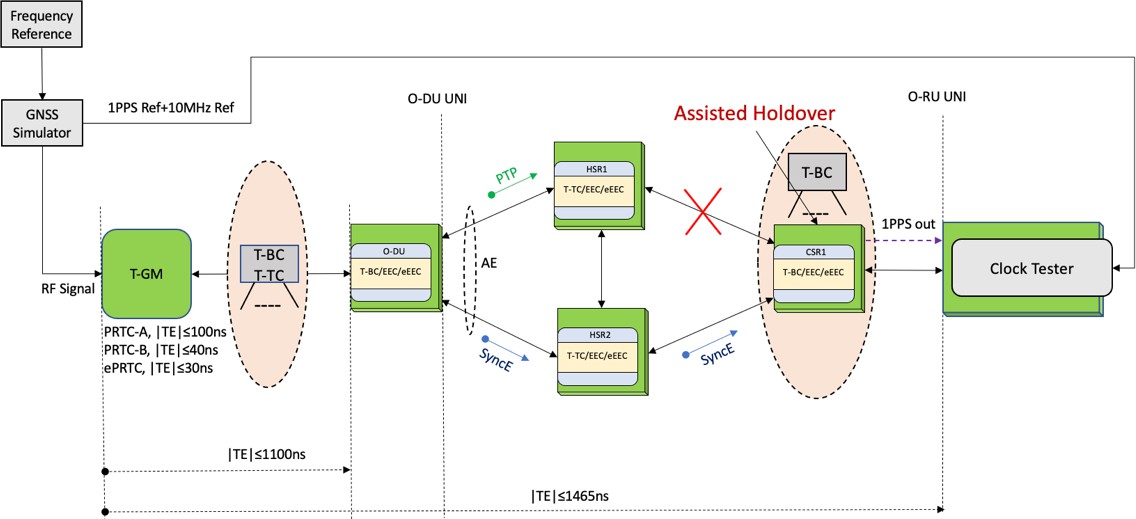 Frequency
Reference
GNSS
Simulator
1PPS Ref+10MHz Ref
O-DU UNI
O-RU UNI
Assisted Holdover
PTP
HSR1
T-TC/EEC/eEEC
T-BC
1PPS out
T-GM
RF Signal
T-BC
T-TC
----
O-DU
T-BC/EEC/eEEC
AE
----
CSR1
T-BC/EEC/eEEC
Clock Tester
PRTC-A, |TE|≤100ns
PRTC-B, |TE|≤40ns
ePRTC, |TE|≤30ns
SyncE
HSR2
T-TC/EEC/eEEC
SyncE
|TE|≤1100ns
|TE|≤1465ns